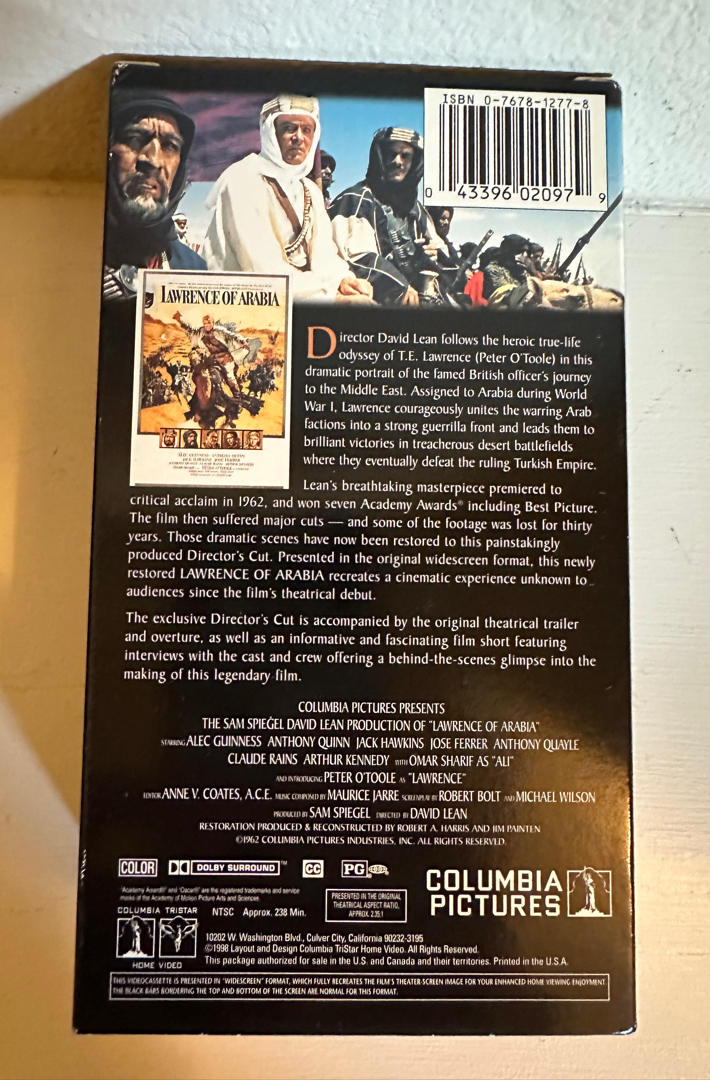 ISBN 0-7678-1277-8
0 43396 02097 9
LAWRENCE OF ARABIA
Director David Lean follows the heroic true-life
odyssey of T.E. Lawrence (Peter O'Toole) in this
dramatic portrait of the famed British officer's journey
to the Middle East. Assigned to Arabia during World
War I, Lawrence courageously unites the warring Arab
factions into a strong guerrilla front and leads them to
brilliant victories in treacherous desert battlefields
where they eventually defeat the ruling Turkish Empire.
Lean's breathtaking masterpiece premiered to
critical acclaim in 1962, and won seven Academy Awards® including Best Picture.
The film then suffered major cuts — and some of the footage was lost for thirty
years. Those dramatic scenes have now been restored to this painstakingly
produced Director's Cut. Presented in the original widescreen format, this newly
restored LAWRENCE OF ARABIA recreates a cinematic experience unknown to
audiences since the film's theatrical debut.
The exclusive Director's Cut is accompanied by the original theatrical trailer
and overture, as well as an informative and fascinating film short featuring
interviews with the cast and crew offering a behind-the-scenes glimpse into the
making of this legendary film.
COLUMBIA PICTURES PRESENTS
THE SAM SPIEGEL DAVID LEAN PRODUCTION OF "LAWRENCE OF ARABIA"
STARRING ALEC GUINNESS ANTHONY QUINN JACK HAWKINS JOSE FERRER ANTHONY QUAYLE
CLAUDE RAINS ARTHUR KENNEDY WITH OMAR SHARIF AS "ALI"
AND INTRODUCING PETER O'TOOLE AS "LAWRENCE"
EDITOR ANNE V. COATES, A.C.E. MUSIC COMPOSED BY MAURICE JARRE SCREENPLAY BY ROBERT BOLT AND MICHAEL WILSON
PRODUCED BY SAM SPIEGEL DIRECTED BY DAVID LEAN
RESTORATION PRODUCED & RECONSTRUCTED BY ROBERT A. HARRIS AND JIM PAINTEN
©1962 COLUMBIA PICTURES INDUSTRIES, INC. ALL RIGHTS RESERVED.
COLOR DOLBY SURROUND™ CC PG
"Academy Award®" and "Oscar®" are the registered trademarks and service
marks of the Academy of Motion Picture Arts and Sciences.
PRESENTED IN THE ORIGINAL
THEATRICAL ASPECT RATIO,
APPROX. 2.35:1
COLUMBIA
PICTURES
COLUMBIA TRISTAR
HOME VIDEO
NTSC Approx. 238 Min.
10202 W. Washington Blvd., Culver City, California 90232-3195
©1998 Layout and Design Columbia TriStar Home Video. All Rights Reserved.
This package authorized for sale in the U.S. and Canada and their territories. Printed in the U.S.A.
THIS VIDEOCASSETTE IS PRESENTED IN "WIDESCREEN" FORMAT, WHICH FULLY RECREATES THE FILM'S THEATER-SCREEN IMAGE FOR YOUR ENHANCED HOME VIEWING ENJOYMENT.
THE BLACK BARS BORDERING THE TOP AND BOTTOM OF THE SCREEN ARE NORMAL FOR THIS FORMAT.